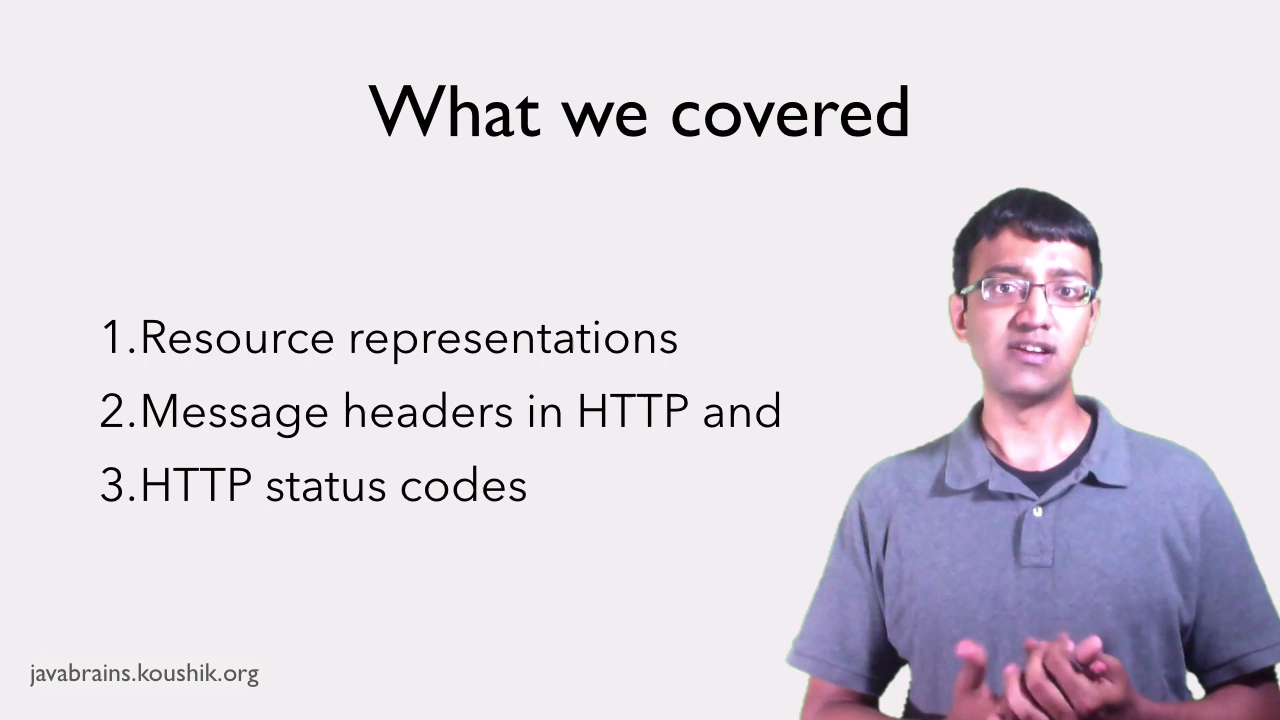 What we covered
1.Resource representations
2.Message headers in HTTP and
3.HTTP status codes
javabrains.koushik.org